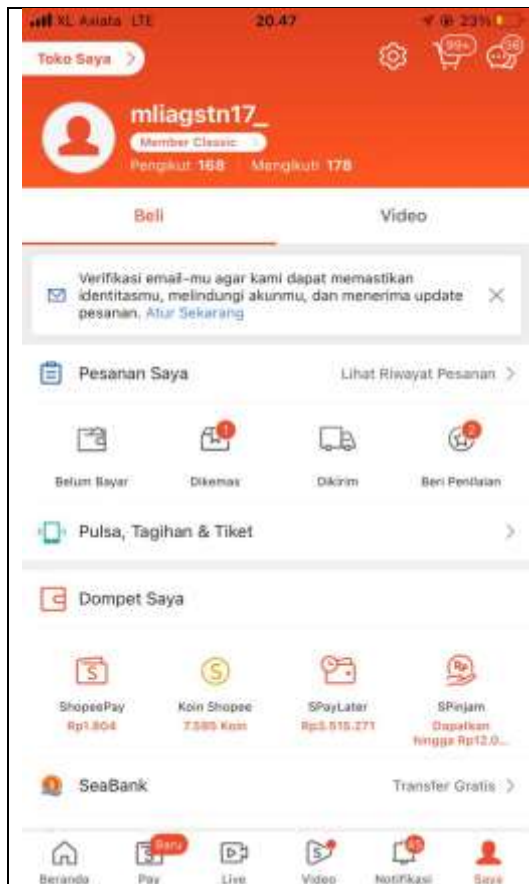 XL Axiata LTE 20.47 23%
Toko Saya
99+ 36
mliagstn17_
Member Classic
Pengikut 168 Mengikuti 178
Beli Video
Verifikasi email-mu agar kami dapat memastikan
identitasmu, melindungi akunmu, dan menerima update
pesanan. Atur Sekarang
Pesanan Saya Lihat Riwayat Pesanan
1 2
Belum Bayar Dikemas Dikirim Beri Penilaian
Pulsa, Tagihan & Tiket
Dompet Saya
ShopeePay Koin Shopee SPayLater SPinjam
Rp1.804 7.585 Koin Rp3.515.271 Dapatkan
hingga Rp12.0...
SeaBank Transfer Gratis
Baru 45
Beranda Pay Live Video Notifikasi Saya